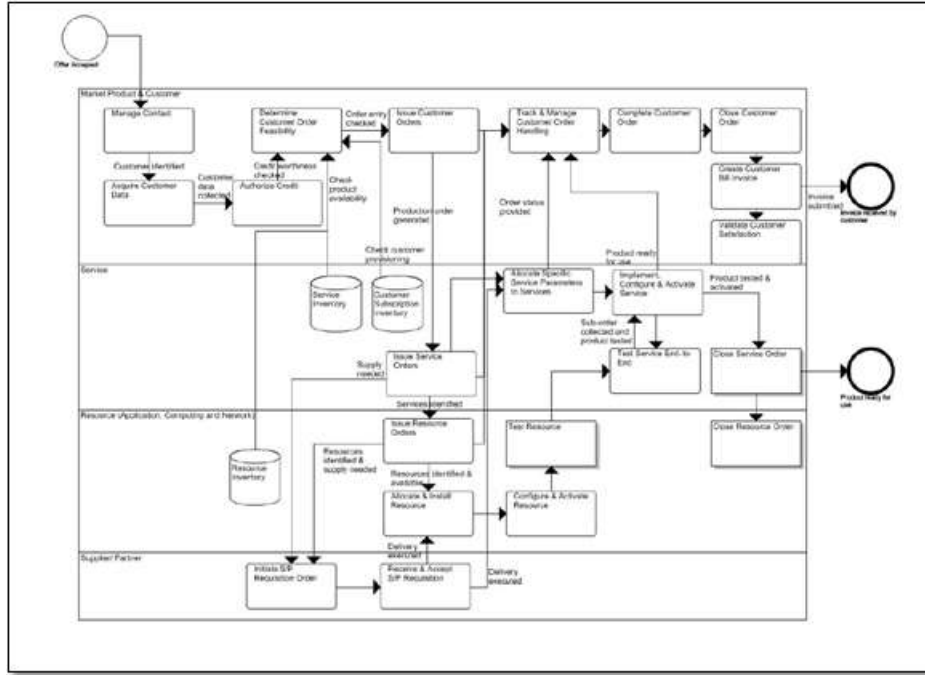 Offer Accepted
Market Product & Customer
Manage Contact
Determine
Customer Order
Feasibility
Order entry
checked
Issue Customer
Orders
Track & Manage
Customer Order
Handling
Complete Customer
Order
Close Customer
Order
Customer identified
Creditworthiness
checked
Acquire Customer
Data
Customer
data
collected
Authorize Credit
Check
product
availability
Production order
generated
Order status
provided
Create Customer
Bill Invoice
Invoice
submitted
Invoice received by
customer
Validate Customer
Satisfaction
Check customer
provisioning
Product ready
for use
Service
Service
Inventory
Customer
Subscription
Inventory
Allocate Specific
Service Parameters
to Services
Implement,
Configure & Activate
Service
Product tested &
activated
Sub-order
collected and
product tested
Supply
needed
Issue Service
Orders
Test Service End-to
End
Close Service Order
Product ready for
use
Services identified
Resource (Application, Computing and Network)
Resource
Inventory
Resources
identified &
supply needed
Issue Resource
Orders
Test Resource
Close Resource Order
Resources identified &
available
Allocate & Install
Resource
Configure & Activate
Resource
Supplier/ Partner
Delivery
executed
Initiate S/P
Requisition Order
Receive & Accept
S/P Requisition
Delivery
executed